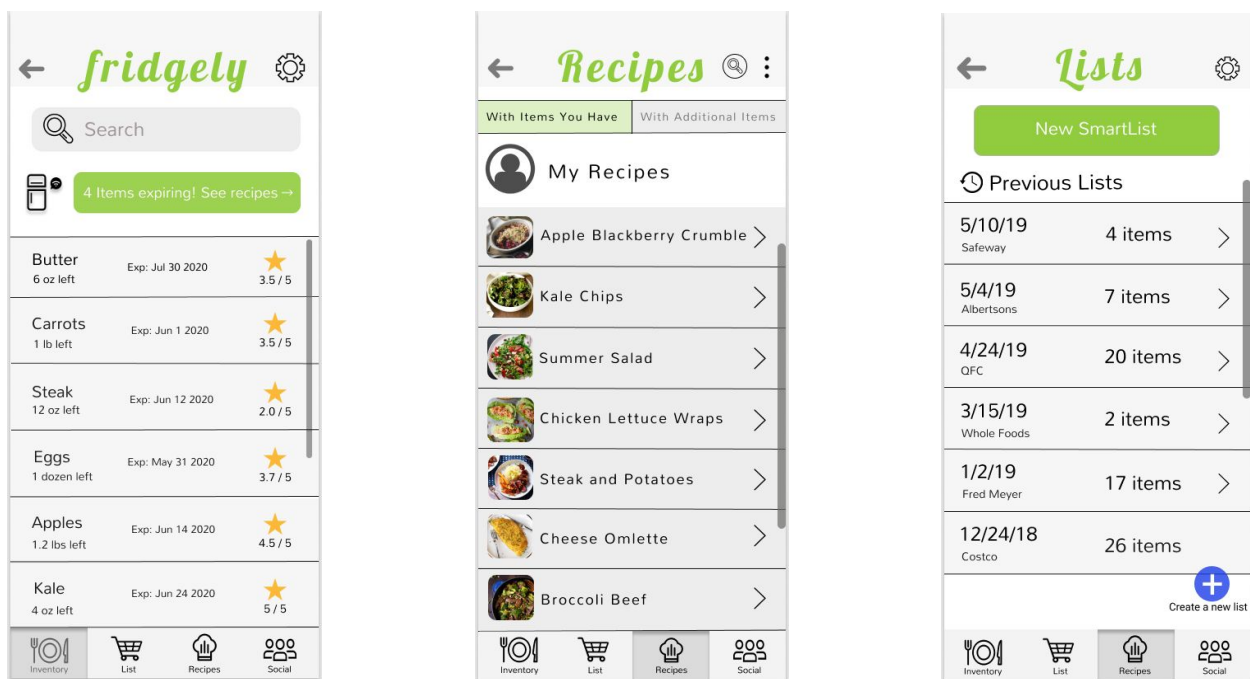 fridgely
Search
4 Items expiring! See recipes→
Butter
6 oz left
Exp: Jul 30 2020
3.5 / 5
Carrots
1 lb left
Exp: Jun 1 2020
3.5 / 5
Steak
12 oz left
Exp: Jun 12 2020
2.0 / 5
Eggs
1 dozen left
Exp: May 31 2020
3.7 / 5
Apples
1.2 lbs left
Exp: Jun 14 2020
4.5 / 5
Kale
4 oz left
Exp: Jun 24 2020
5 / 5
Inventory
List
Recipes
Social
Recipes
With Items You Have
With Additional Items
My Recipes
Apple Blackberry Crumble
Kale Chips
Summer Salad
Chicken Lettuce Wraps
Steak and Potatoes
Cheese Omlette
Broccoli Beef
Inventory
List
Recipes
Social
Lists
New SmartList
Previous Lists
5/10/19
Safeway
4 items
5/4/19
Albertsons
7 items
4/24/19
QFC
20 items
3/15/19
Whole Foods
2 items
1/2/19
Fred Meyer
17 items
12/24/18
Costco
26 items
Create a new list
Inventory
List
Recipes
Social